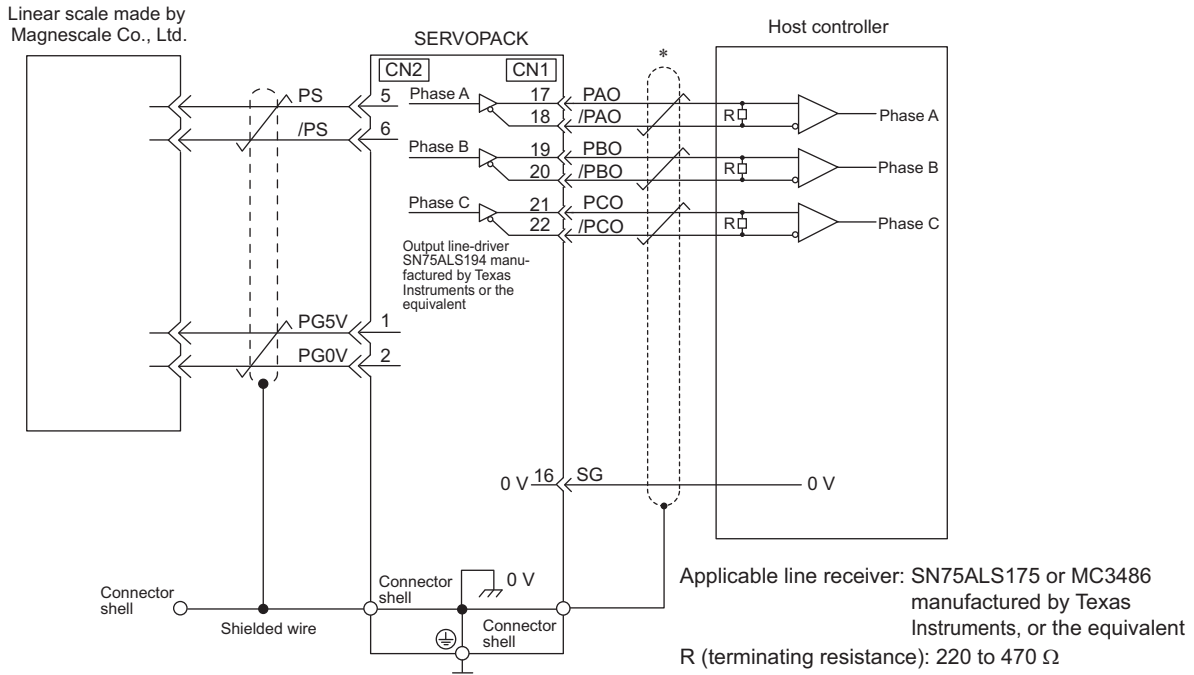 Linear scale made by
Magnescale Co., Ltd.
SERVOPACK
Host controller
*
CN2
CN1
PS
5
Phase A
17
PAO
18
/PAO
R
Phase A
/PS
6
Phase B
19
PBO
20
/PBO
R
Phase B
Phase C
21
PCO
22
/PCO
R
Phase C
Output line-driver
SN75ALS194 manu-
factured by Texas
Instruments or the
equivalent
PG5V
1
PG0V
2
0 V
16
SG
0 V
Connector
shell
Shielded wire
Connector
shell
0 V
Connector
shell
Applicable line receiver: SN75ALS175 or MC3486
manufactured by Texas
Instruments, or the equivalent
R (terminating resistance): 220 to 470 Ω